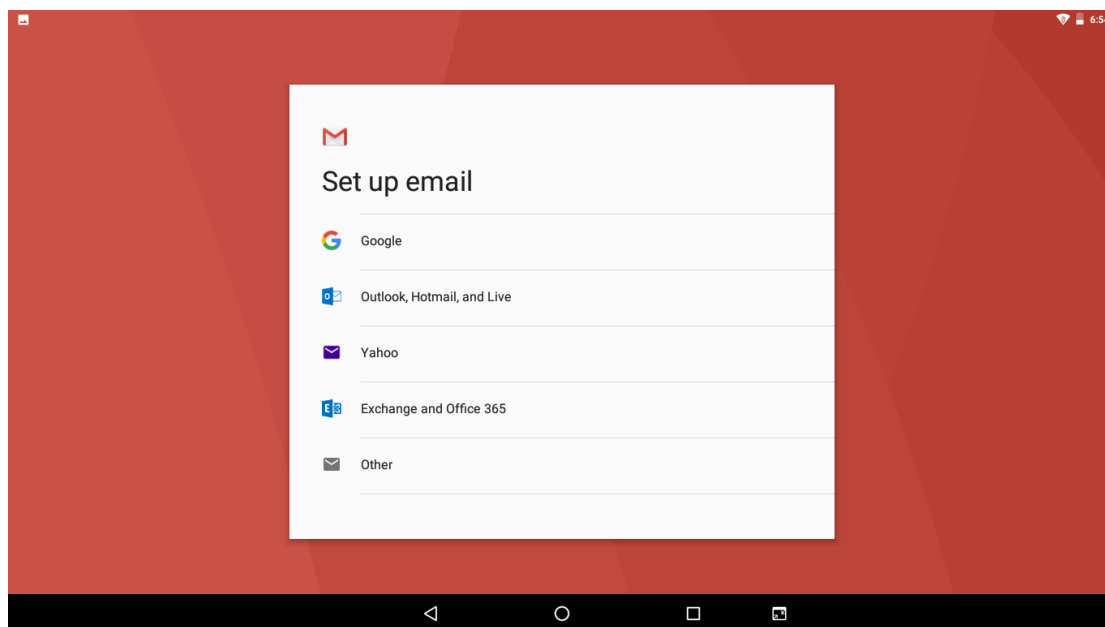 Set up email
Google
Outlook, Hotmail, and Live
Yahoo
Exchange and Office 365
Other